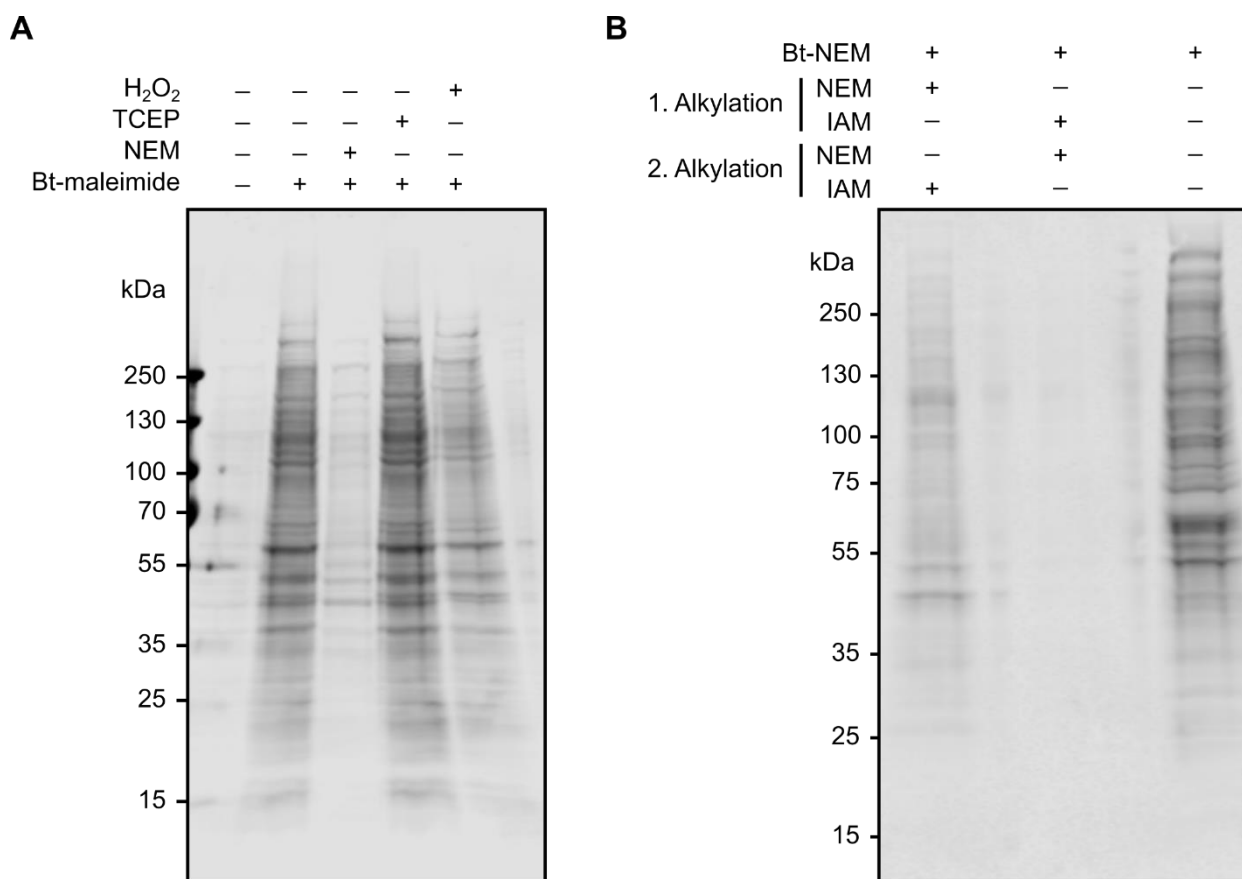 A
H₂O₂ – – – – +
TCEP – – – + –
NEM – – + – –
Bt-maleimide – + + + +
kDa
250
130
100
70
55
35
25
15
B
Bt-NEM + + +
1. Alkylation
NEM + – –
IAM – + –
2. Alkylation
NEM – + –
IAM + – –
kDa
250
130
100
75
55
35
25
15